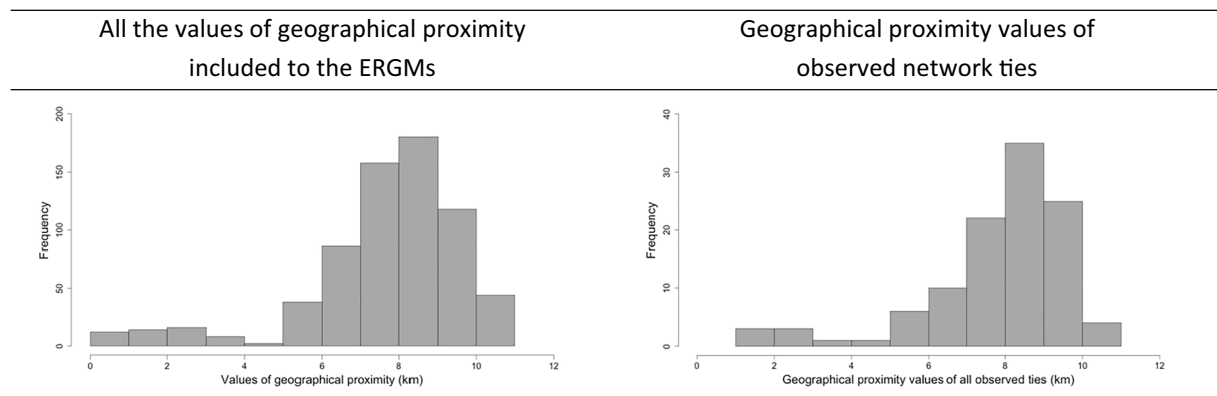 All the values of geographical proximity
included to the ERGMs
Geographical proximity values of
observed network ties
200
150
100
50
0
Frequency
0 2 4 6 8 10 12
Values of geographical proximity (km)
40
30
20
10
0
Frequency
0 2 4 6 8 10 12
Geographical proximity values of all observed ties (km)